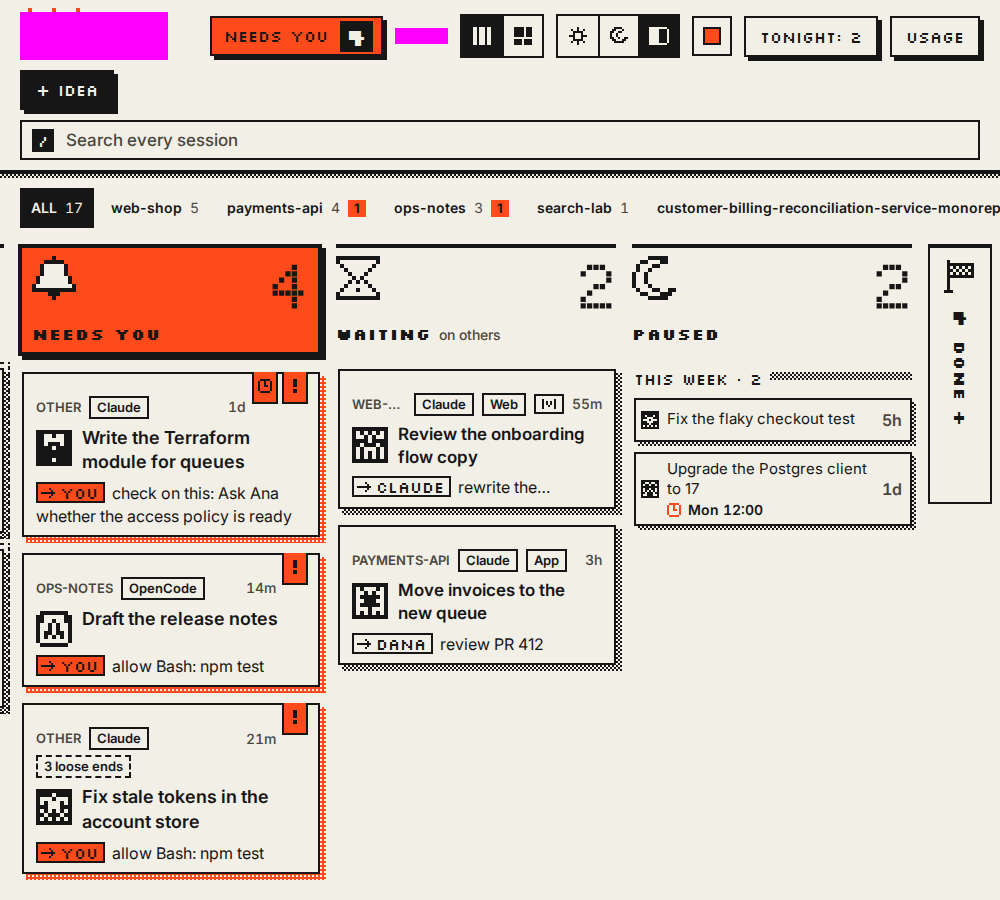 NEEDS YOU 4
TONIGHT: 2
USAGE
+ IDEA
/ Search every session
ALL 17
web-shop 5
payments-api 4 1
ops-notes 3 1
search-lab 1
customer-billing-reconciliation-service-monorep
4
NEEDS YOU
OTHER Claude 1d !
Write the Terraform
module for queues
→ YOU check on this: Ask Ana
whether the access policy is ready
OPS-NOTES OpenCode 14m !
Draft the release notes
→ YOU allow Bash: npm test
OTHER Claude 21m !
3 loose ends
Fix stale tokens in the
account store
→ YOU allow Bash: npm test
2
WAITING on others
WEB-... Claude Web 55m
Review the onboarding
flow copy
→ CLAUDE rewrite the...
PAYMENTS-API Claude App 3h
Move invoices to the
new queue
→ DANA review PR 412
2
PAUSED
THIS WEEK · 2
Fix the flaky checkout test 5h
Upgrade the Postgres client
to 17 1d
Mon 12:00
4 DONE +